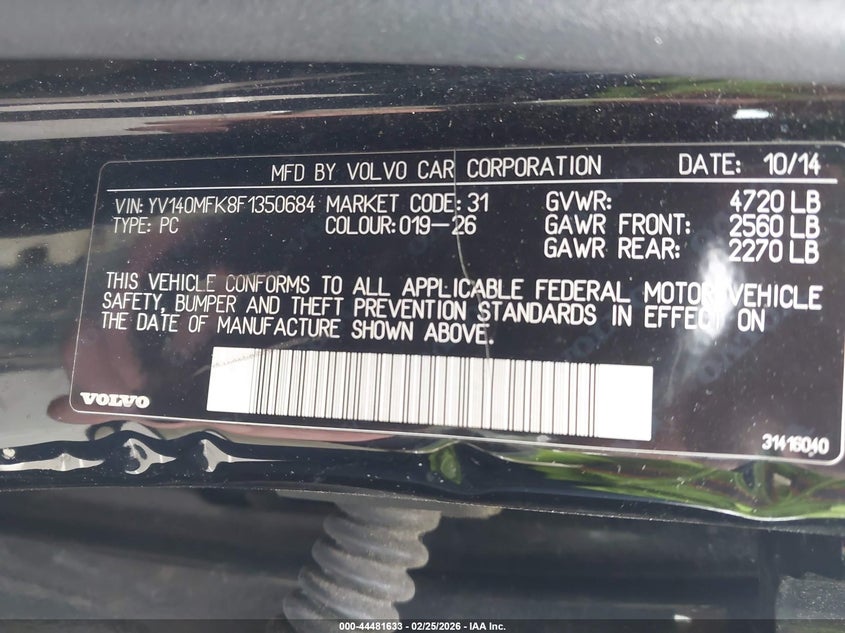 MFD BY VOLVO CAR CORPORATION DATE: 10/14
VIN: YV140MFK8F1350684 MARKET CODE: 31 GVWR: 4720 LB
TYPE: PC COLOUR: 019-26 GAWR FRONT: 2560 LB
GAWR REAR: 2270 LB
THIS VEHICLE CONFORMS TO ALL APPLICABLE FEDERAL MOTOR VEHICLE
SAFETY, BUMPER AND THEFT PREVENTION STANDARDS IN EFFECT ON
THE DATE OF MANUFACTURE SHOWN ABOVE.
VOLVO
31416040
000-44481633 - 02/25/2026 - IAA Inc.